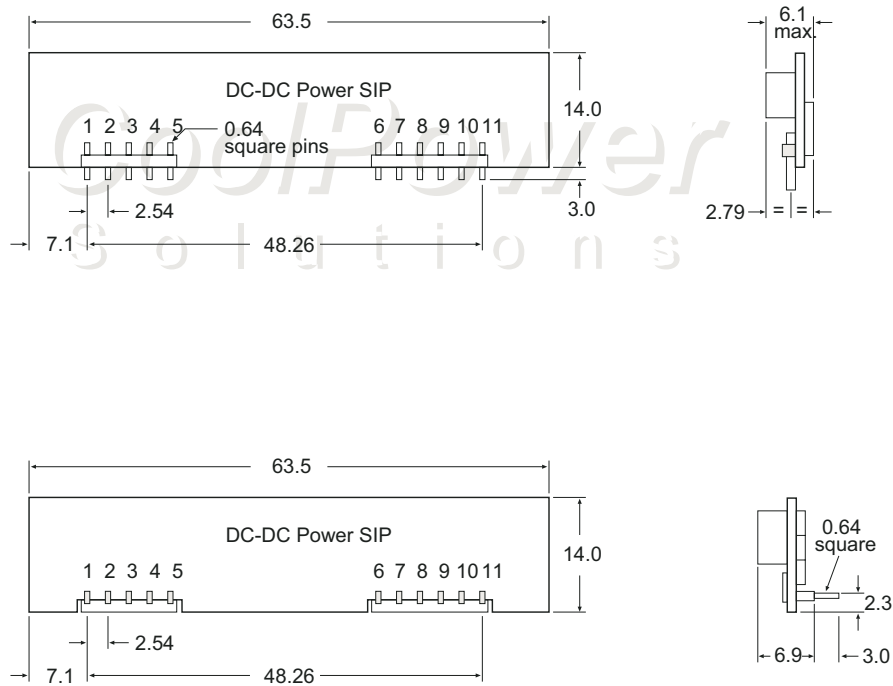 63.5
6.1
max.
DC-DC Power SIP
CoolPower
Solutions
14.0
1 2 3 4 5
0.64
square pins
6 7 8 9 10 11
2.54
3.0
2.79
= =
7.1
48.26
63.5
DC-DC Power SIP
14.0
0.64
square
1 2 3 4 5
6 7 8 9 10 11
2.3
2.54
6.9
3.0
7.1
48.26